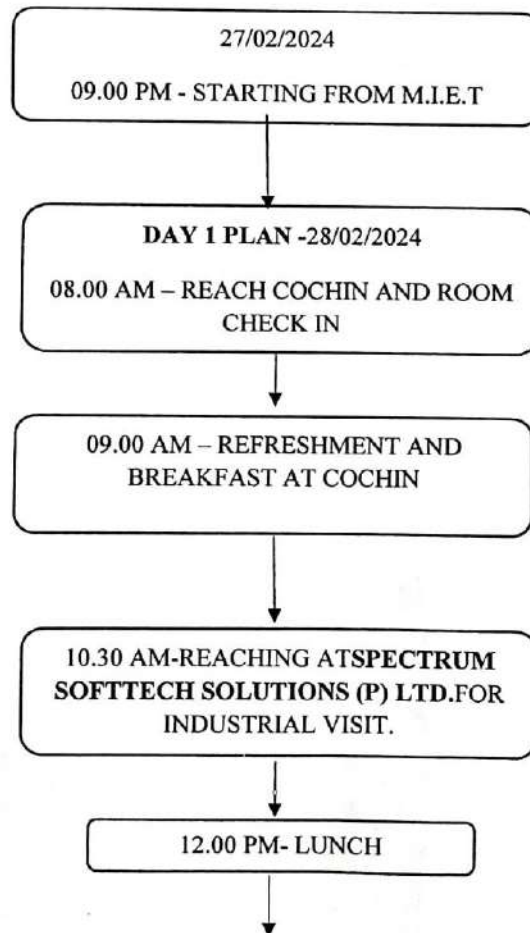 27/02/2024
09.00 PM - STARTING FROM M.I.E.T
DAY 1 PLAN -28/02/2024
08.00 AM – REACH COCHIN AND ROOM
CHECK IN
09.00 AM – REFRESHMENT AND
BREAKFAST AT COCHIN
10.30 AM-REACHING ATSPECTRUM
SOFTTECH SOLUTIONS (P) LTD.FOR
INDUSTRIAL VISIT.
12.00 PM- LUNCH